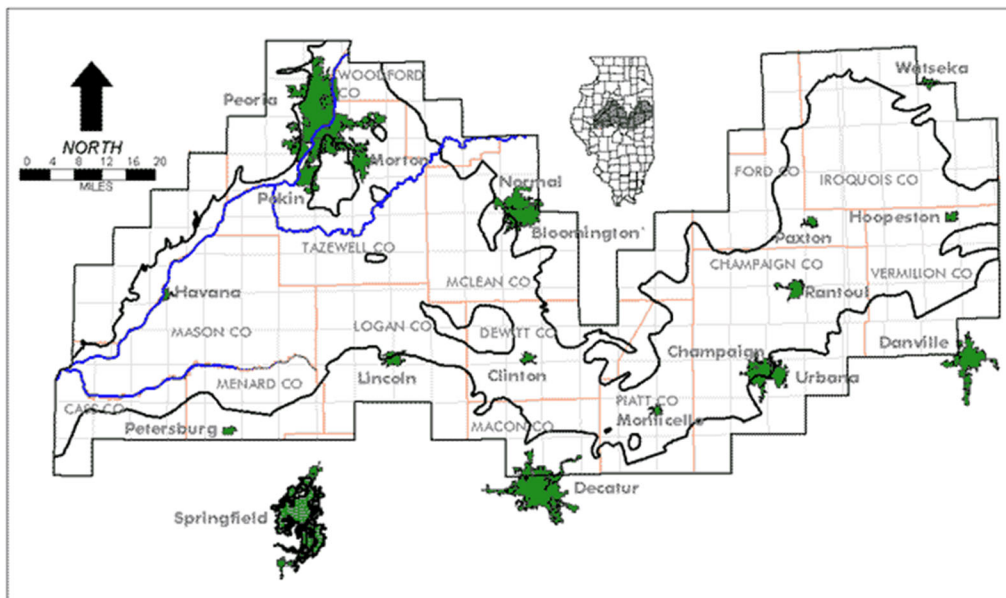 Watseka
WOODFORD
CO
Peoria
NORTH
0 4 8 12 16 20
MILES
Morton
FORD CO
IROQUOIS CO
Pekin
Normal
Hoopeston
Bloomington
Paxton
TAZEWELL CO
CHAMPAIGN CO
VERMILION CO
MCLEAN CO
Havana
Rantoul
MASON CO
LOGAN CO
DEWITT CO
Danville
Champaign
Lincoln
Clinton
Urbana
MENARD CO
PIATT CO
CASS CO
Monticello
Petersburg
MACON CO
Decatur
Springfield